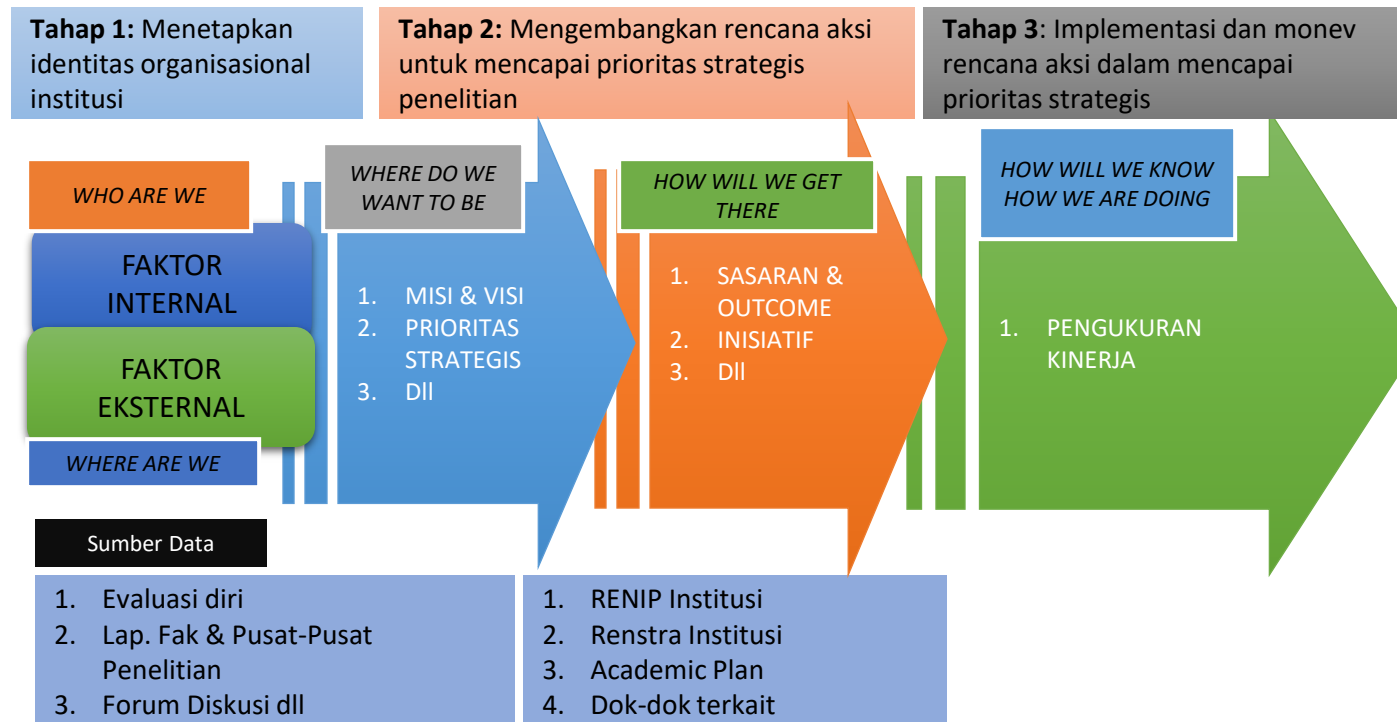 Tahap 1: Menetapkan
identitas organisasional
institusi
Tahap 2: Mengembangkan rencana aksi
untuk mencapai prioritas strategis
penelitian
Tahap 3: Implementasi dan monev
rencana aksi dalam mencapai
prioritas strategis
WHO ARE WE
FAKTOR
INTERNAL
FAKTOR
EKSTERNAL
WHERE ARE WE
WHERE DO WE
WANT TO BE
1. MISI & VISI
2. PRIORITAS
STRATEGIS
3. Dll
HOW WILL WE GET
THERE
1. SASARAN &
OUTCOME
2. INISIATIF
3. Dll
HOW WILL WE KNOW
HOW WE ARE DOING
1. PENGUKURAN
KINERJA
Sumber Data
1. Evaluasi diri
2. Lap. Fak & Pusat-Pusat
Penelitian
3. Forum Diskusi dll
1. RENIP Institusi
2. Renstra Institusi
3. Academic Plan
4. Dok-dok terkait